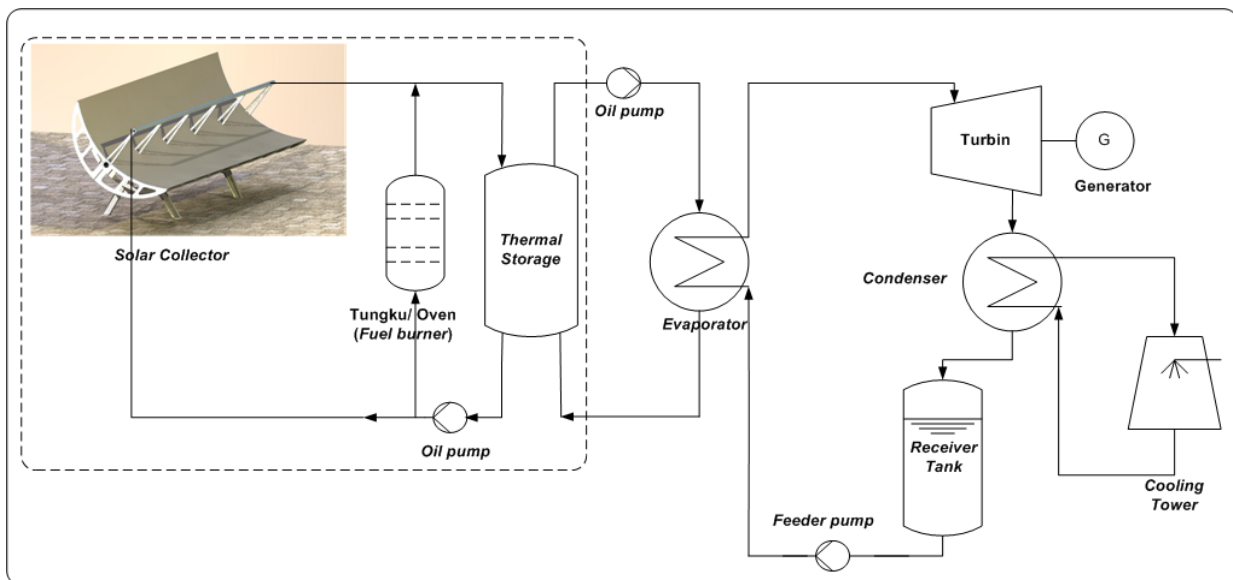 Solar Collector
Tungku/ Oven
(Fuel burner)
Thermal
Storage
Oil pump
Oil pump
Evaporator
Turbin
G
Generator
Condenser
Receiver
Tank
Cooling
Tower
Feeder pump